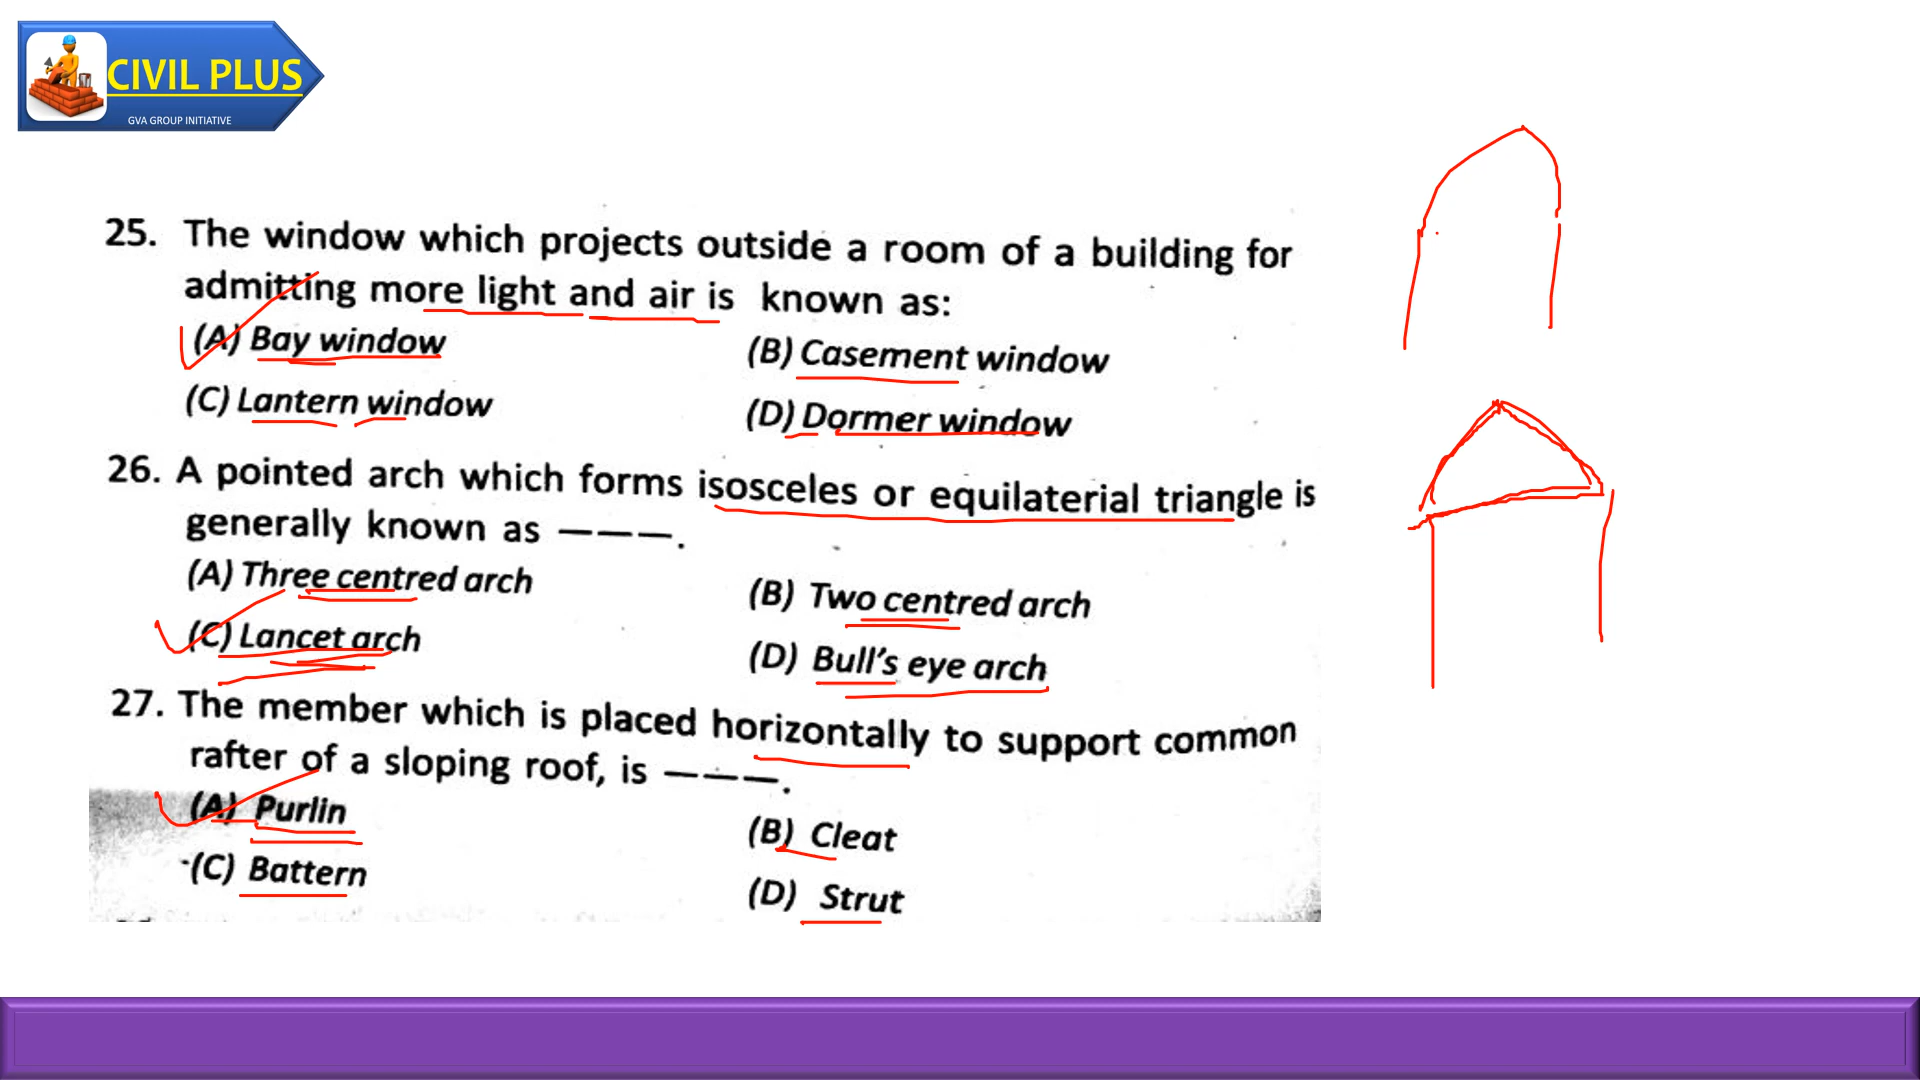 CIVIL PLUS
GVA GROUP INITIATIVE
25. The window which projects outside a room of a building for
admitting more light and air is known as:
(A) Bay window (B) Casement window
(C) Lantern window (D) Dormer window
26. A pointed arch which forms isosceles or equilaterial triangle is
generally known as ———.
(A) Three centred arch (B) Two centred arch
(C) Lancet arch (D) Bull's eye arch
27. The member which is placed horizontally to support common
rafter of a sloping roof, is ———.
(A) Purlin (B) Cleat
(C) Battern (D) Strut